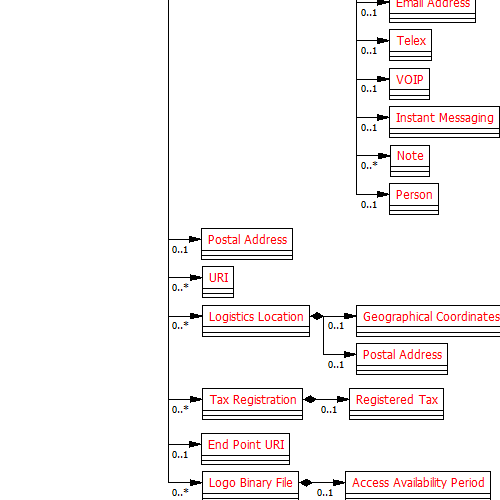 Email Address
0..1
Telex
0..1
VOIP
0..1
Instant Messaging
0..1
Note
0..*
Person
0..1
Postal Address
0..1
URI
0..*
Logistics Location
0..*
Geographical Coordinates
0..1
Postal Address
0..1
Tax Registration
0..*
Registered Tax
0..1
End Point URI
0..1
Logo Binary File
0..*
Access Availability Period
0..1